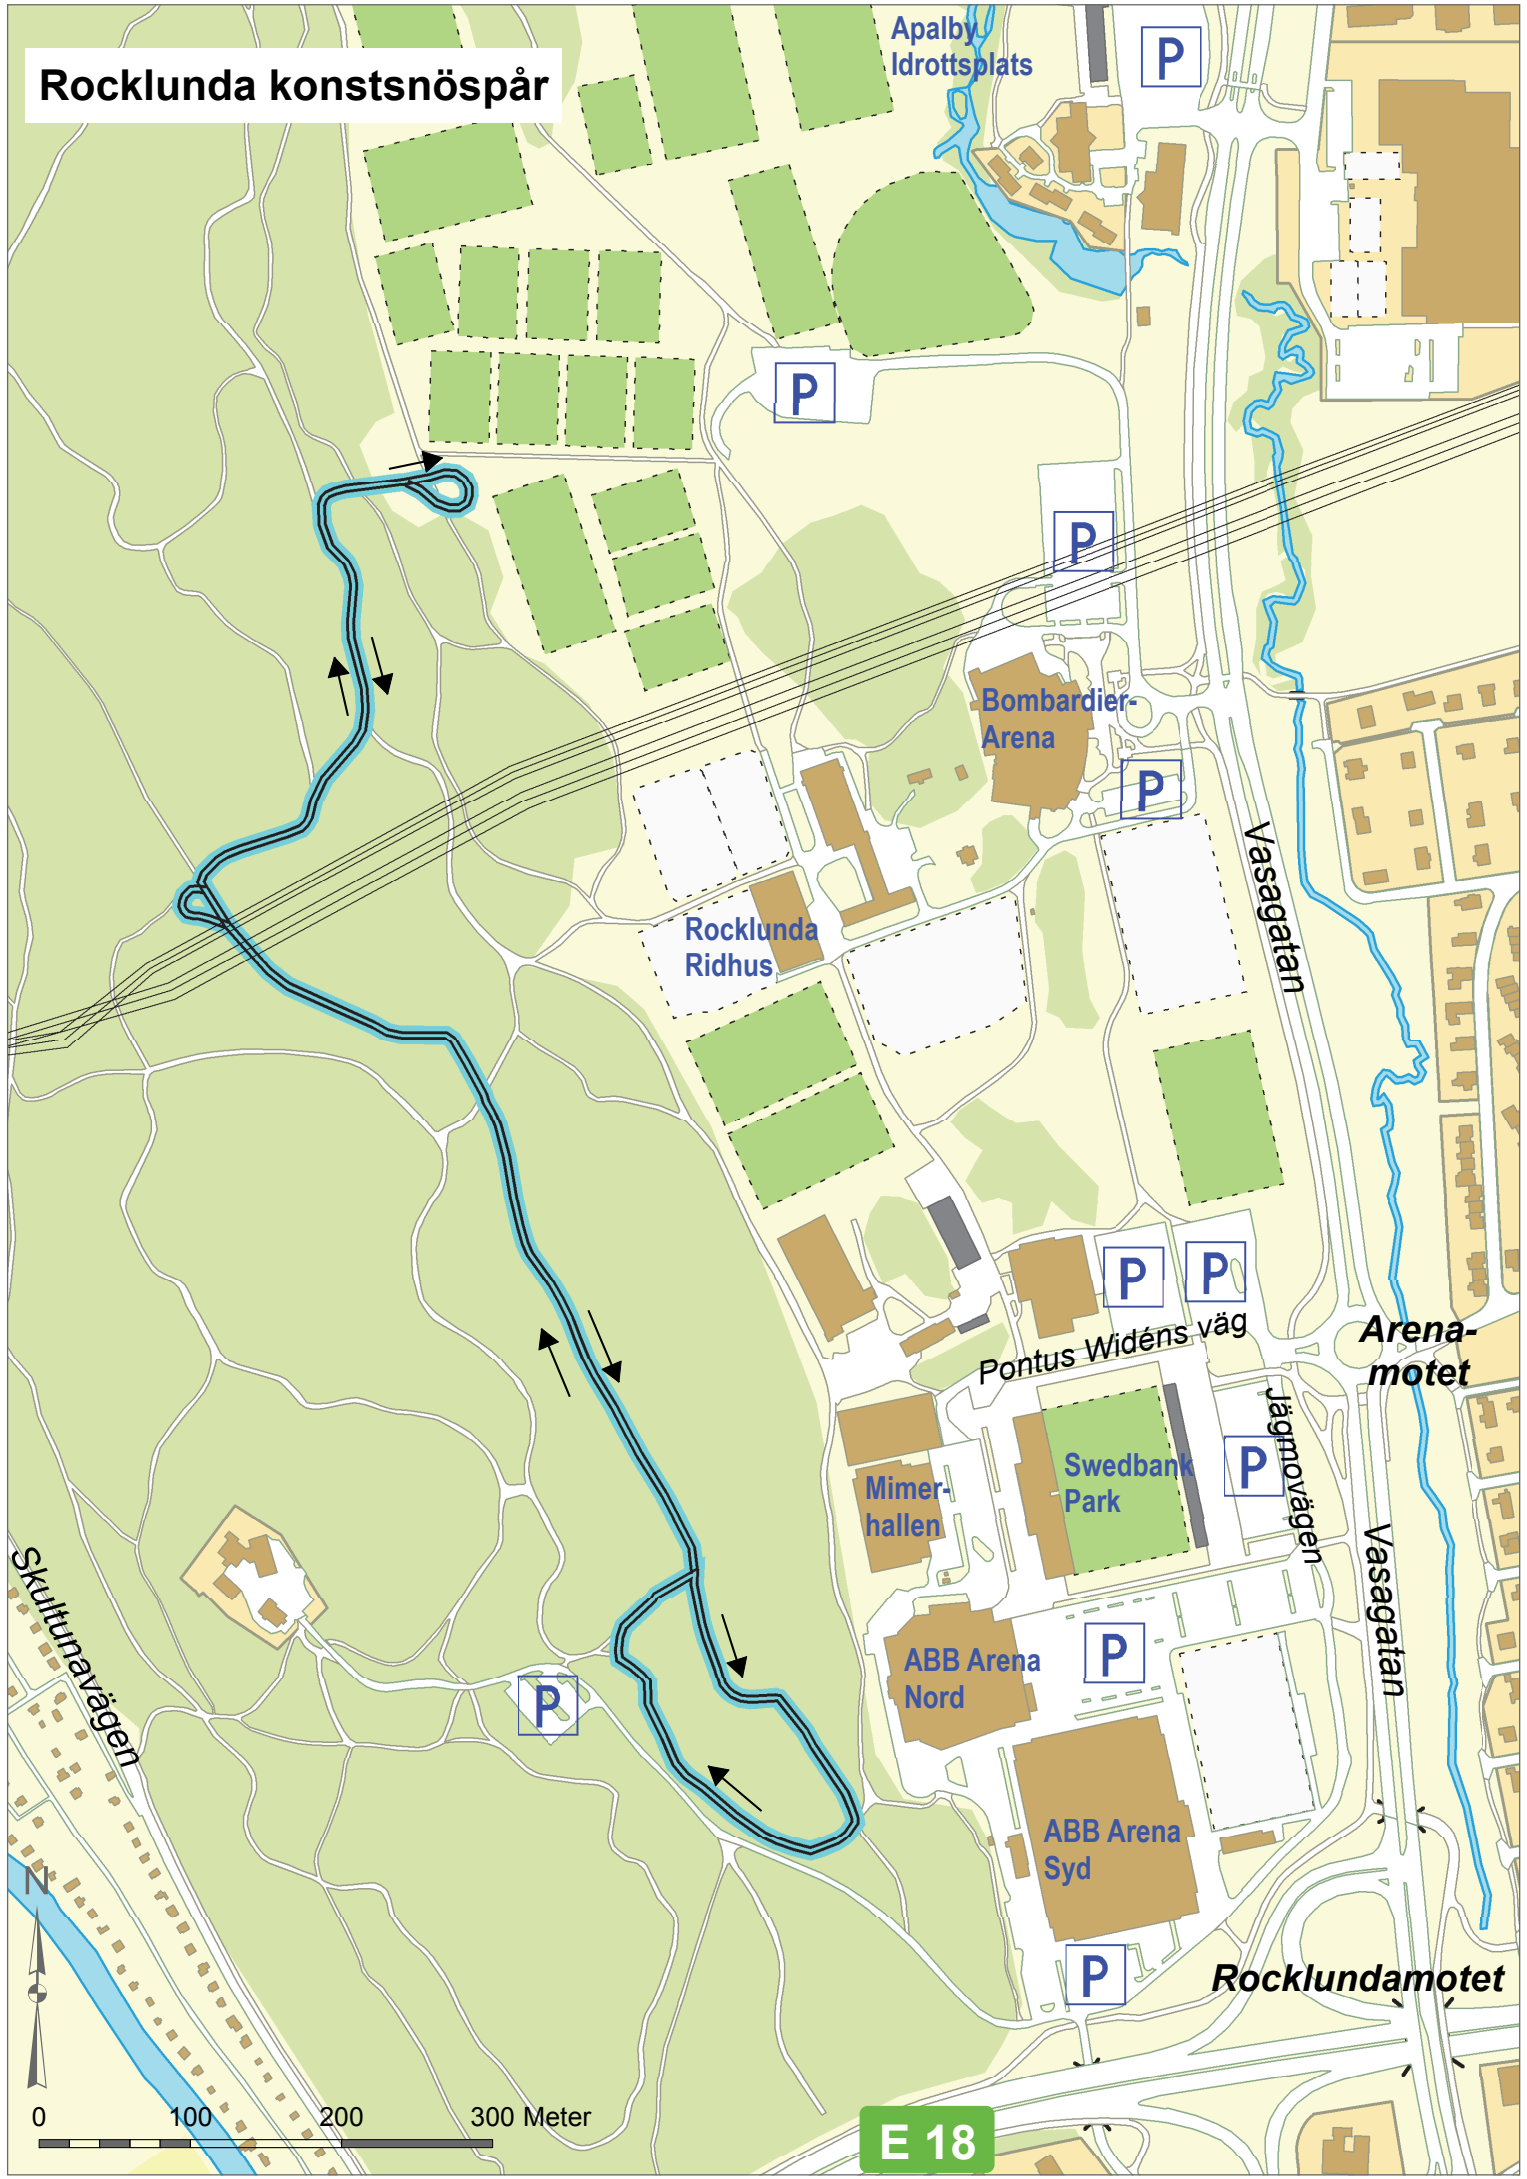 Apalby
Idrottsplats
P
Rocklunda konstsnöspår
P
P
Bombardier-
Arena
P
Vasagatan
Rocklunda
Ridhus
P
P
Pontus Widéns väg
Arena-
motet
Jägmovägen
Swedbank
Park
P
Mimer-
hallen
Vasagatan
Skultunavägen
ABB Arena
Nord
P
P
ABB Arena
Syd
N
P
Rocklundamotet
0 100 200 300 Meter
E 18